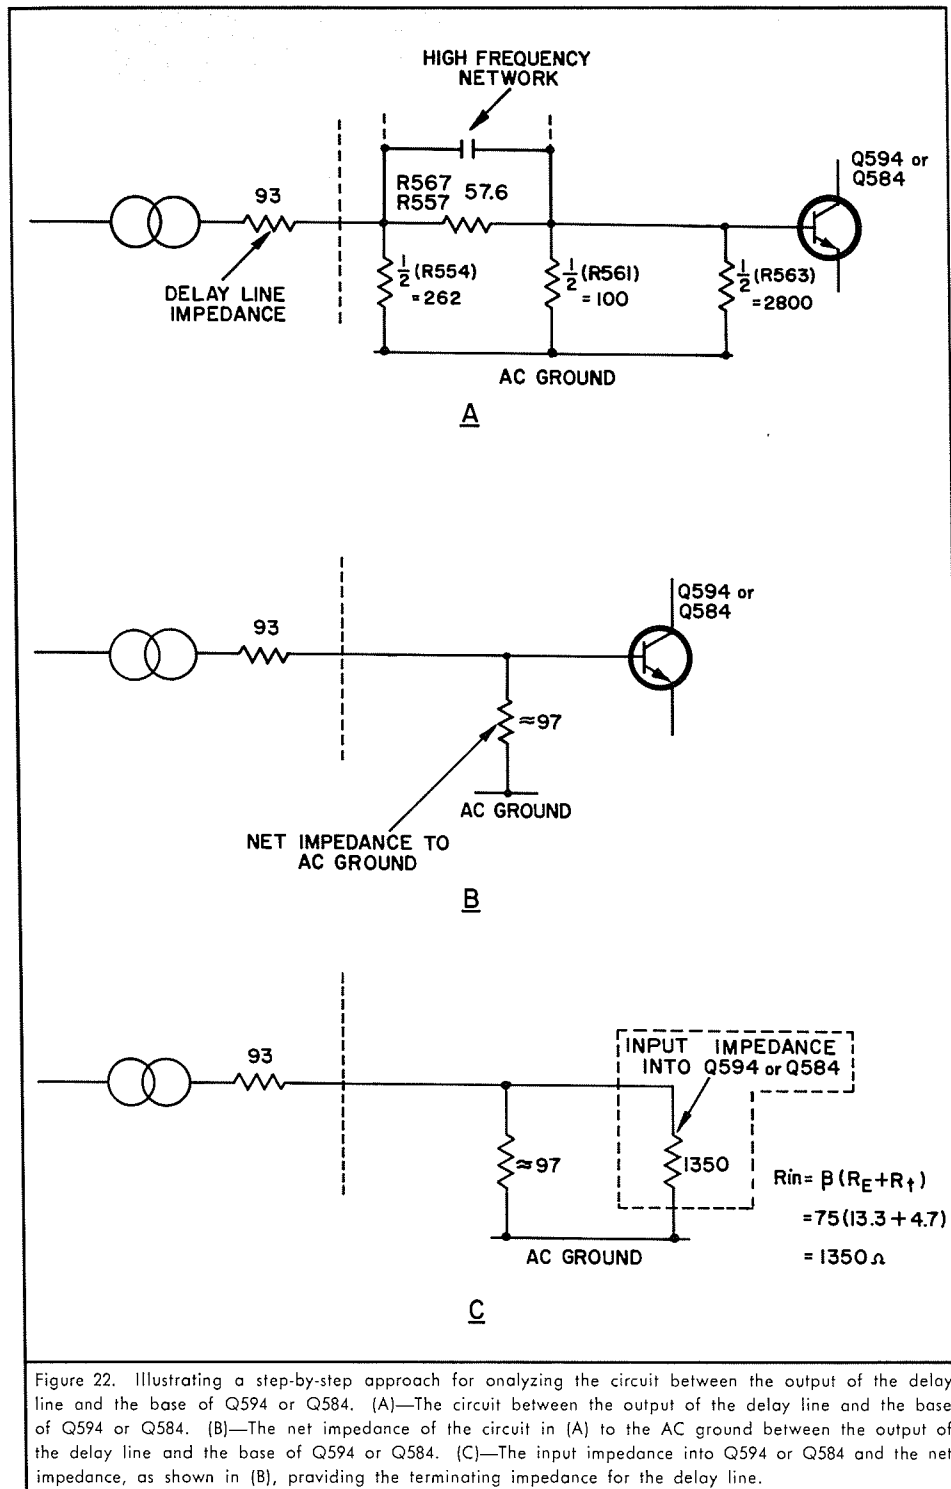 HIGH FREQUENCY
NETWORK
Q594 or
Q584
93
R567
R557
57.6
1/2 (R554)
=262
1/2 (R561)
=100
1/2 (R563)
=2800
DELAY LINE
IMPEDANCE
AC GROUND
A
Q594 or
Q584
93
≈97
AC GROUND
NET IMPEDANCE TO
AC GROUND
B
93
INPUT IMPEDANCE
INTO Q594 or Q584
≈97
1350
Rin= β(RE+Rt)
=75(13.3+4.7)
=1350Ω
AC GROUND
C
Figure 22. Illustrating a step-by-step approach for onalyzing the circuit between the output of the delay
line and the base of Q594 or Q584. (A)—The circuit between the output of the delay line and the base
of Q594 or Q584. (B)—The net impedance of the circuit in (A) to the AC ground between the output of
the delay line and the base of Q594 or Q584. (C)—The input impedance into Q594 or Q584 and the net
impedance, as shown in (B), praviding the terminating impedance for the delay line.